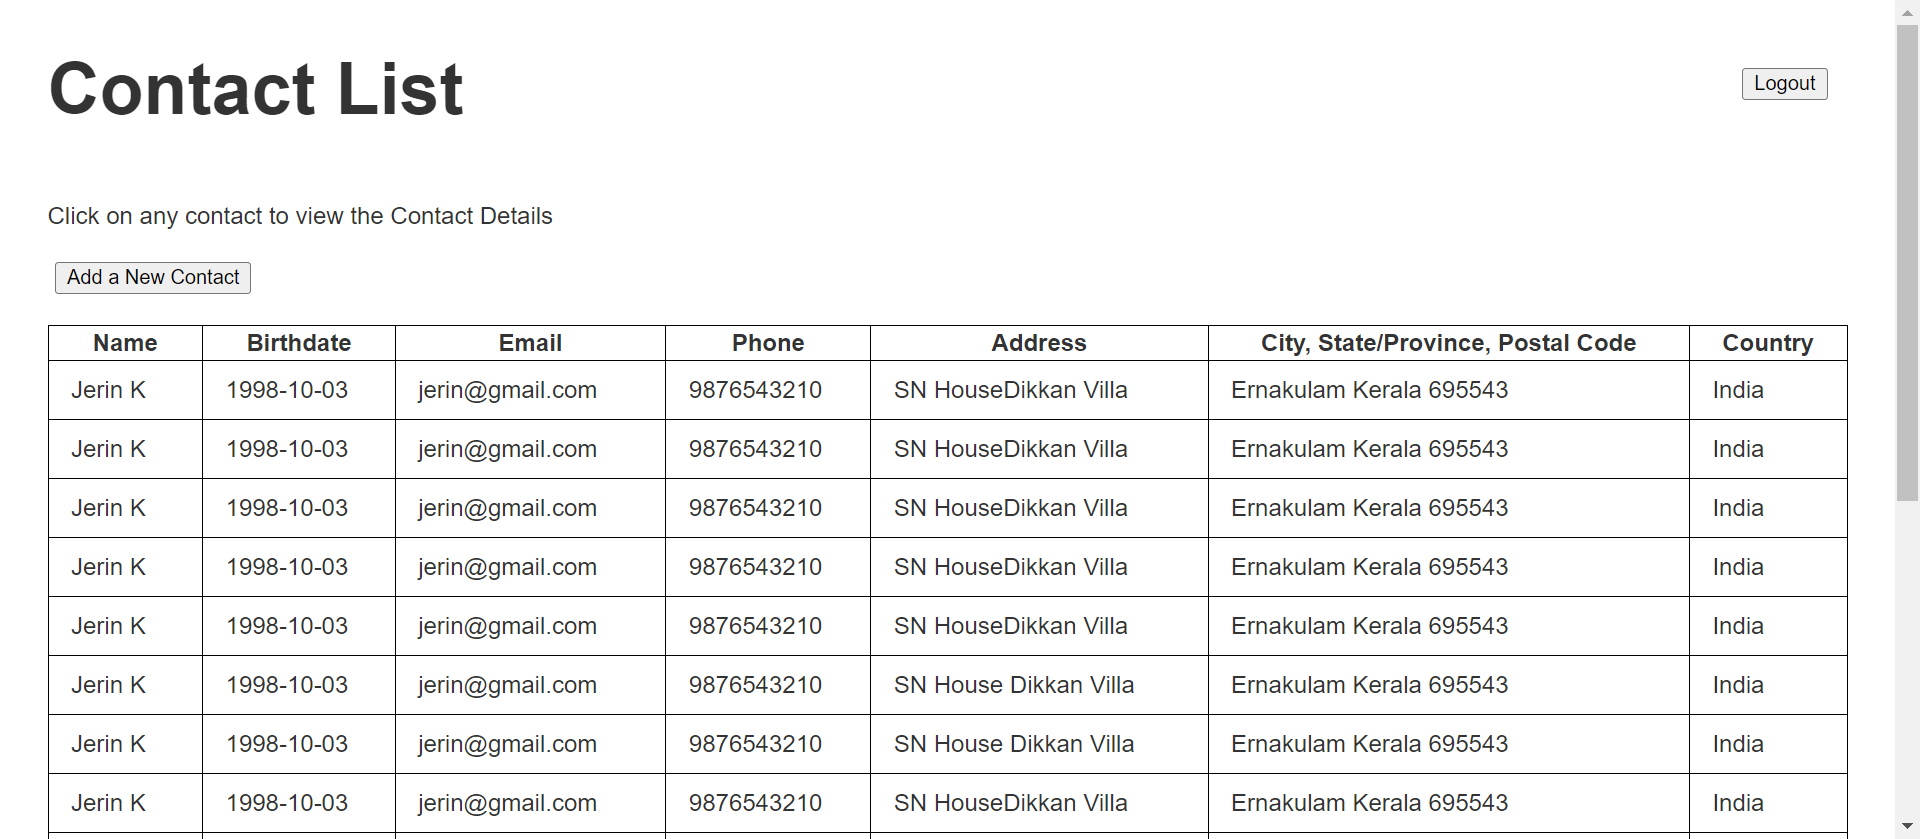 Contact List
Logout
Click on any contact to view the Contact Details
Add a New Contact
Name Birthdate Email Phone Address City, State/Province, Postal Code Country
Jerin K 1998-10-03 jerin@gmail.com 9876543210 SN HouseDikkan Villa Ernakulam Kerala 695543 India
Jerin K 1998-10-03 jerin@gmail.com 9876543210 SN HouseDikkan Villa Ernakulam Kerala 695543 India
Jerin K 1998-10-03 jerin@gmail.com 9876543210 SN HouseDikkan Villa Ernakulam Kerala 695543 India
Jerin K 1998-10-03 jerin@gmail.com 9876543210 SN HouseDikkan Villa Ernakulam Kerala 695543 India
Jerin K 1998-10-03 jerin@gmail.com 9876543210 SN HouseDikkan Villa Ernakulam Kerala 695543 India
Jerin K 1998-10-03 jerin@gmail.com 9876543210 SN House Dikkan Villa Ernakulam Kerala 695543 India
Jerin K 1998-10-03 jerin@gmail.com 9876543210 SN House Dikkan Villa Ernakulam Kerala 695543 India
Jerin K 1998-10-03 jerin@gmail.com 9876543210 SN HouseDikkan Villa Ernakulam Kerala 695543 India